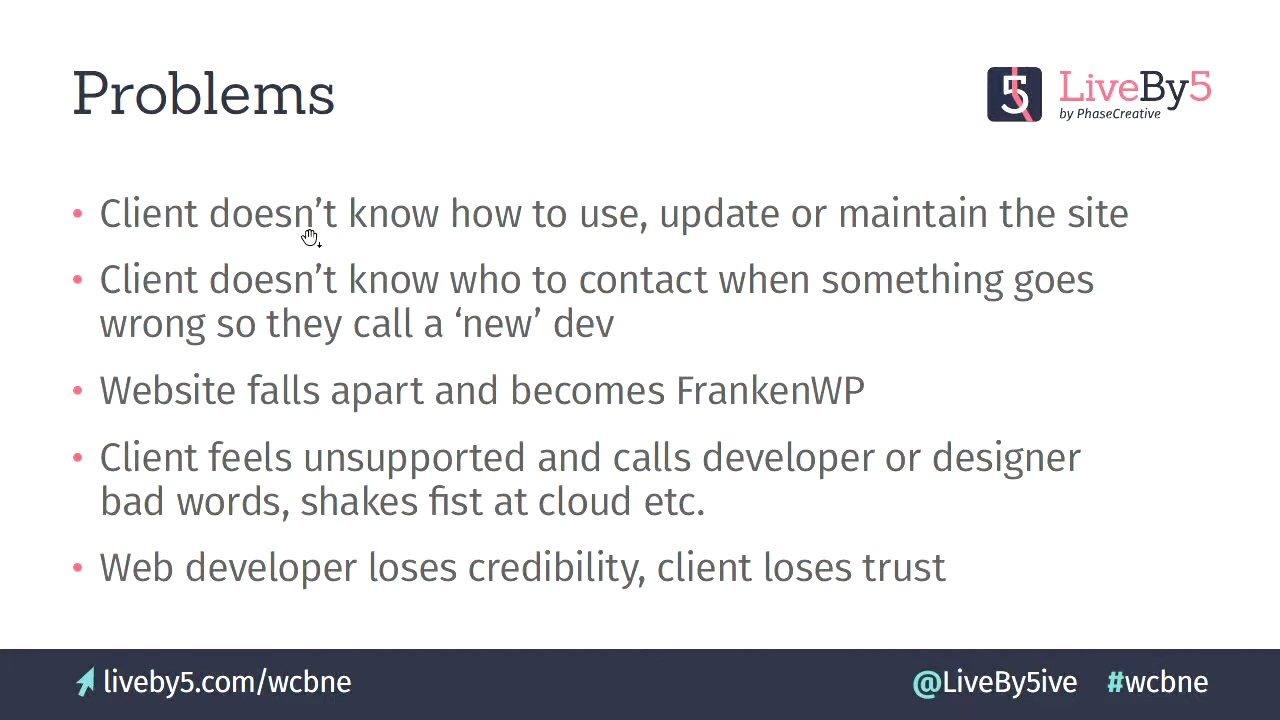 Problems
5
LiveBy5
by PhaseCreative
• Client doesn’t know how to use, update or maintain the site
• Client doesn’t know who to contact when something goes
wrong so they call a ‘new’ dev
• Website falls apart and becomes FrankenWP
• Client feels unsupported and calls developer or designer
bad words, shakes fist at cloud etc.
• Web developer loses credibility, client loses trust
liveby5.com/wcbne
@LiveBy5ive #wcbne